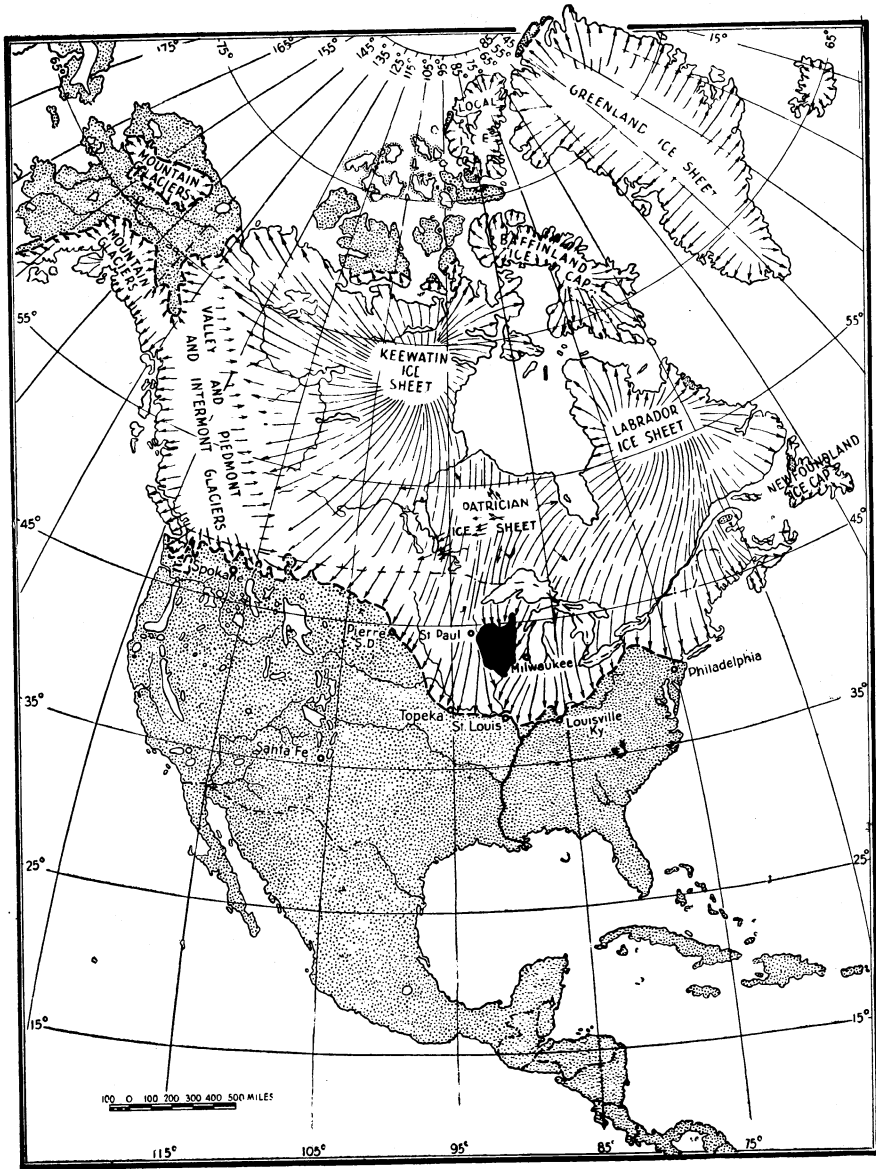 175°
75°
165°
155°
145°
135°
125°
115°
105°
95
85°
75°
85
45
55°
65°
15°
65°
65°
LOCAL
E
GREENLAND ICE SHEET
MOUNTAIN
GLACIERS
MOUNTAIN
GLACIERS
BAFFINLAND
ICE CAP
55°
55°
VALLEY AND PIEDMONT
AND INTERMONT GLACIERS
KEEWATIN
ICE
SHEET
LABRADOR
ICE SHEET
NEWFOUNDLAND
ICE CAP
PATRICIAN
ICE SHEET
45°
45°
Spokane
Pierre
S.D.
St Paul
Milwaukee
Philadelphia
35°
35°
Topeka
St Louis
Louisville
Ky.
Santa Fe
25°
25°
15°
15°
100 0 100 200 300 400 500 MILES
115°
105°
95°
85°
75°